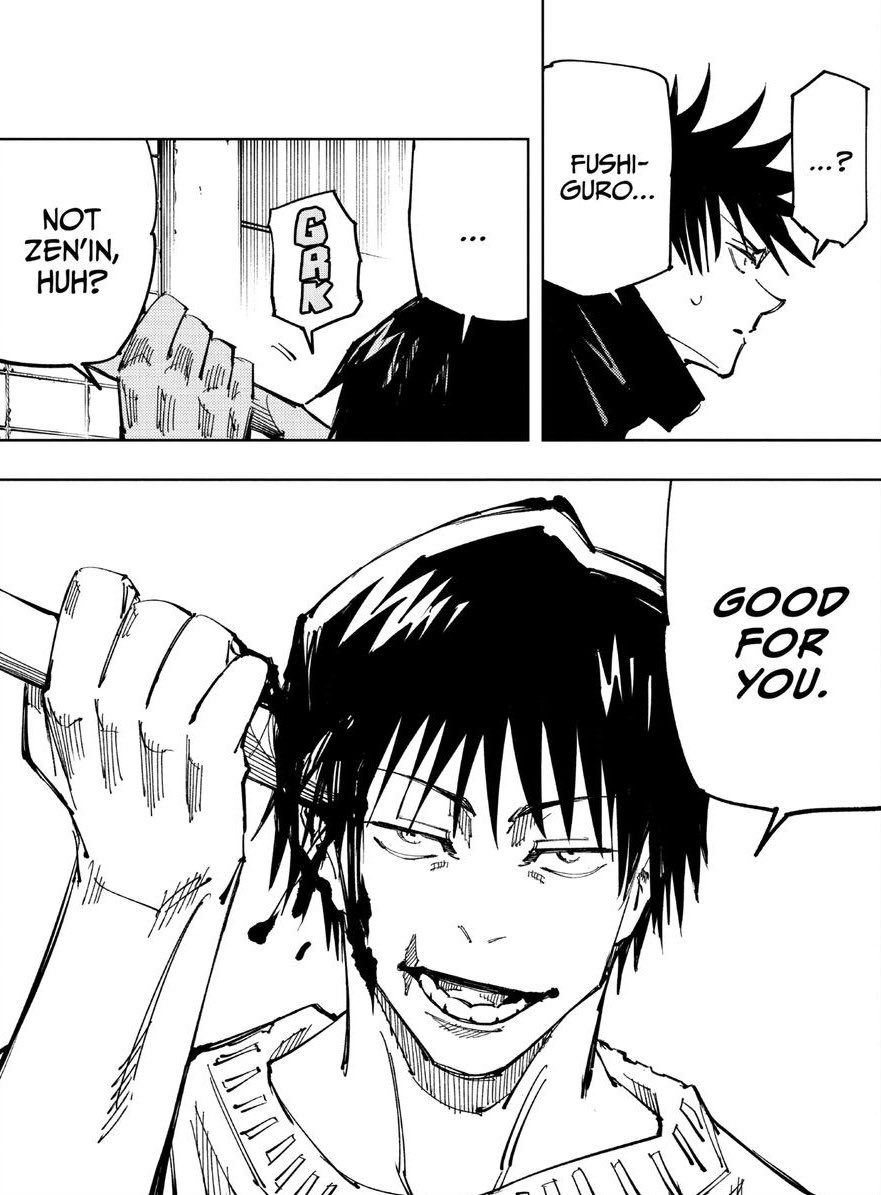 ...?
FUSHI-
GURO...
...
GRK
NOT
ZEN'IN,
HUH?
GOOD
FOR
YOU.